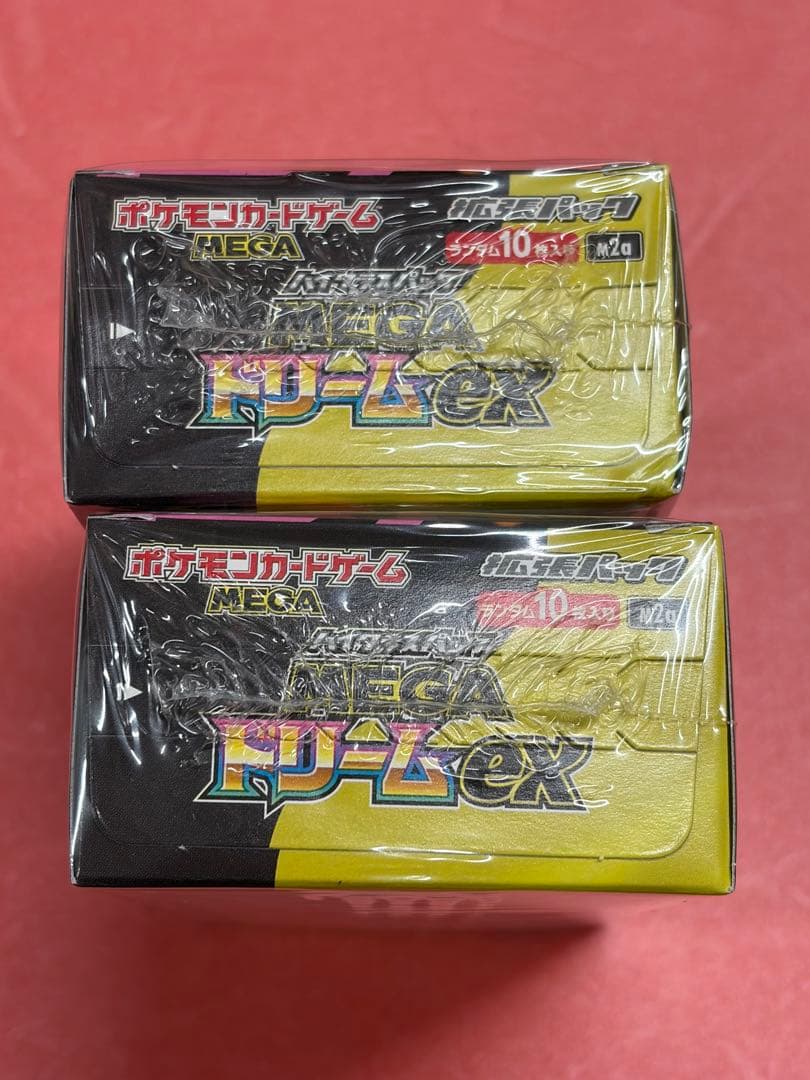 ポケモンカードゲーム
MEGA
拡張パック
ランダム10枚入り
M2a
ハイクラスパック
MEGA
ドリームex
ポケモンカードゲーム
MEGA
拡張パック
ランダム10枚入り
M2a
ハイクラスパック
MEGA
ドリームex